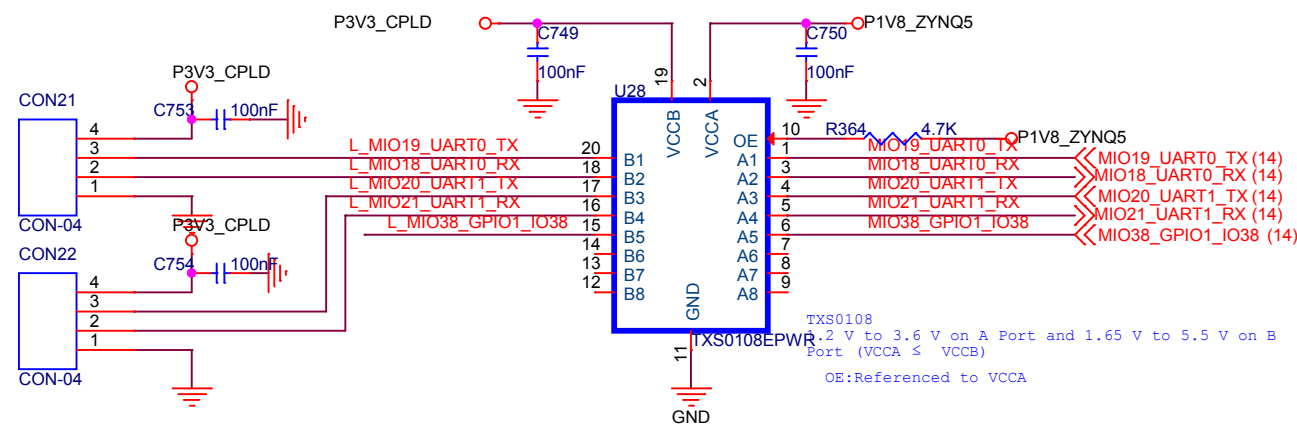 P3V3_CPLD
C749
100nF
C750
100nF
P1V8_ZYNQ5
P3V3_CPLD
C753
100nF
CON21
4
3
2
1
CON-04
19
2
U28
VCCB
VCCA
OE
10
R364
4.7K
P1V8_ZYNQ5
L_MIO19_UART0_TX
20
B1
A1
1
MIO19_UART0_TX
MIO19_UART0_TX (14)
L_MIO18_UART0_RX
18
B2
A2
3
MIO18_UART0_RX
MIO18_UART0_RX (14)
L_MIO20_UART1_TX
17
B3
A3
4
MIO20_UART1_TX
MIO20_UART1_TX (14)
L_MIO21_UART1_RX
16
B4
A4
5
MIO21_UART1_RX
MIO21_UART1_RX (14)
L_MIO38_GPIO1_IO38
15
B5
A5
6
MIO38_GPIO1_IO38
MIO38_GPIO1_IO38 (14)
14
B6
A6
7
13
B7
A7
8
12
B8
A8
9
GND
11
TXS0108EPWR
GND
P3V3_CPLD
C754
100nF
CON22
4
3
2
1
CON-04
TXS0108
1.2 V to 3.6 V on A Port and 1.65 V to 5.5 V on B
Port (VCCA ≤ VCCB)
OE:Referenced to VCCA